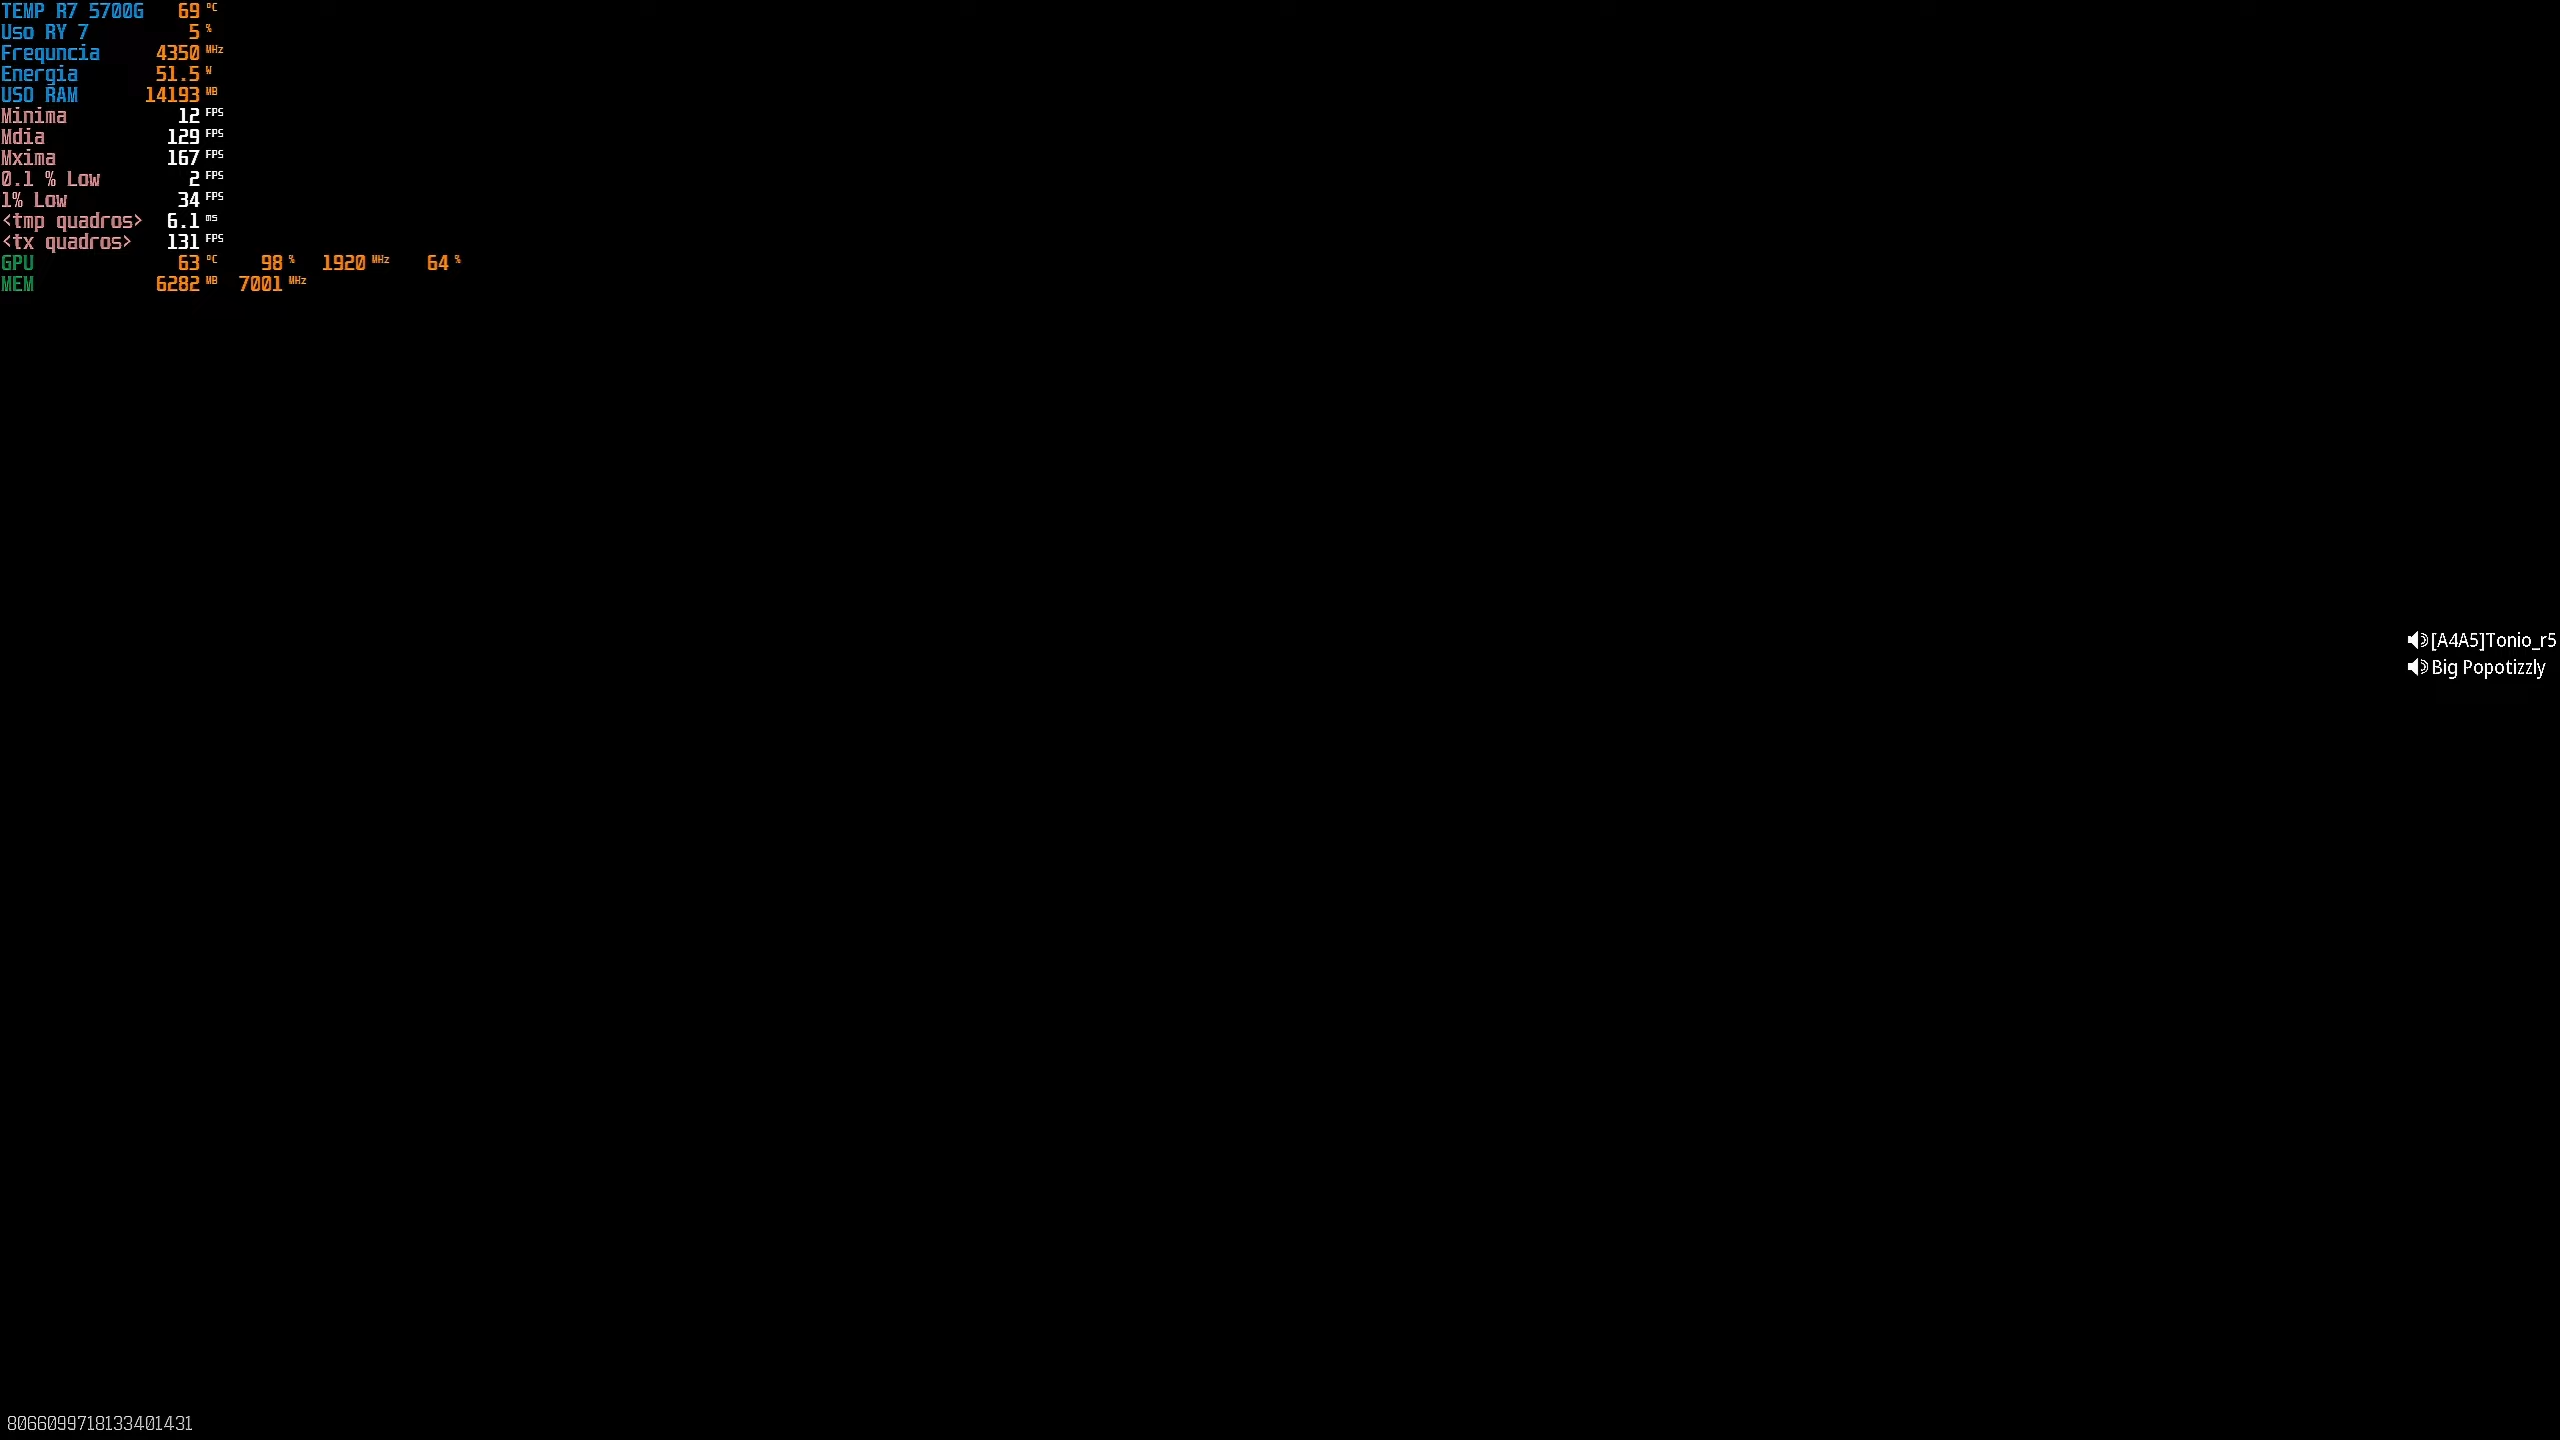 TEMP R7 5700G 69 °C
Uso RY 7 5 %
Frequncia 4350 MHz
Energia 51.5 W
USO RAM 14193 MB
Minima 12 FPS
Mdia 129 FPS
Mxima 167 FPS
0.1 % Low 2 FPS
1% Low 34 FPS
<tmp quadros> 6.1 ms
<tx quadros> 131 FPS
GPU 63 °C 98 % 1920 MHz 64 %
MEM 6282 MB 7001 MHz
[A4A5]Tonio_r5
Big Popotizzly
8066099718133401431